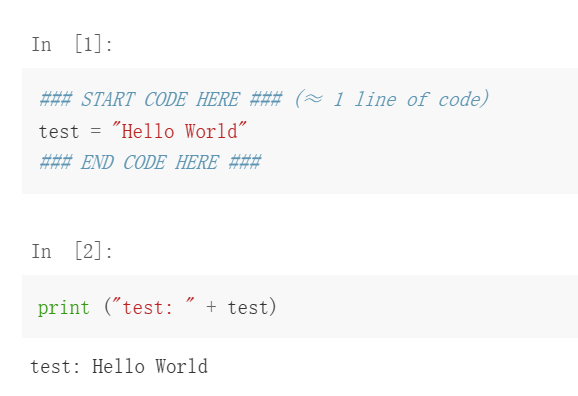 In [1]:
### START CODE HERE ### (≈ 1 line of code)
test = "Hello World"
### END CODE HERE ###
In [2]:
print ("test: " + test)
test: Hello World